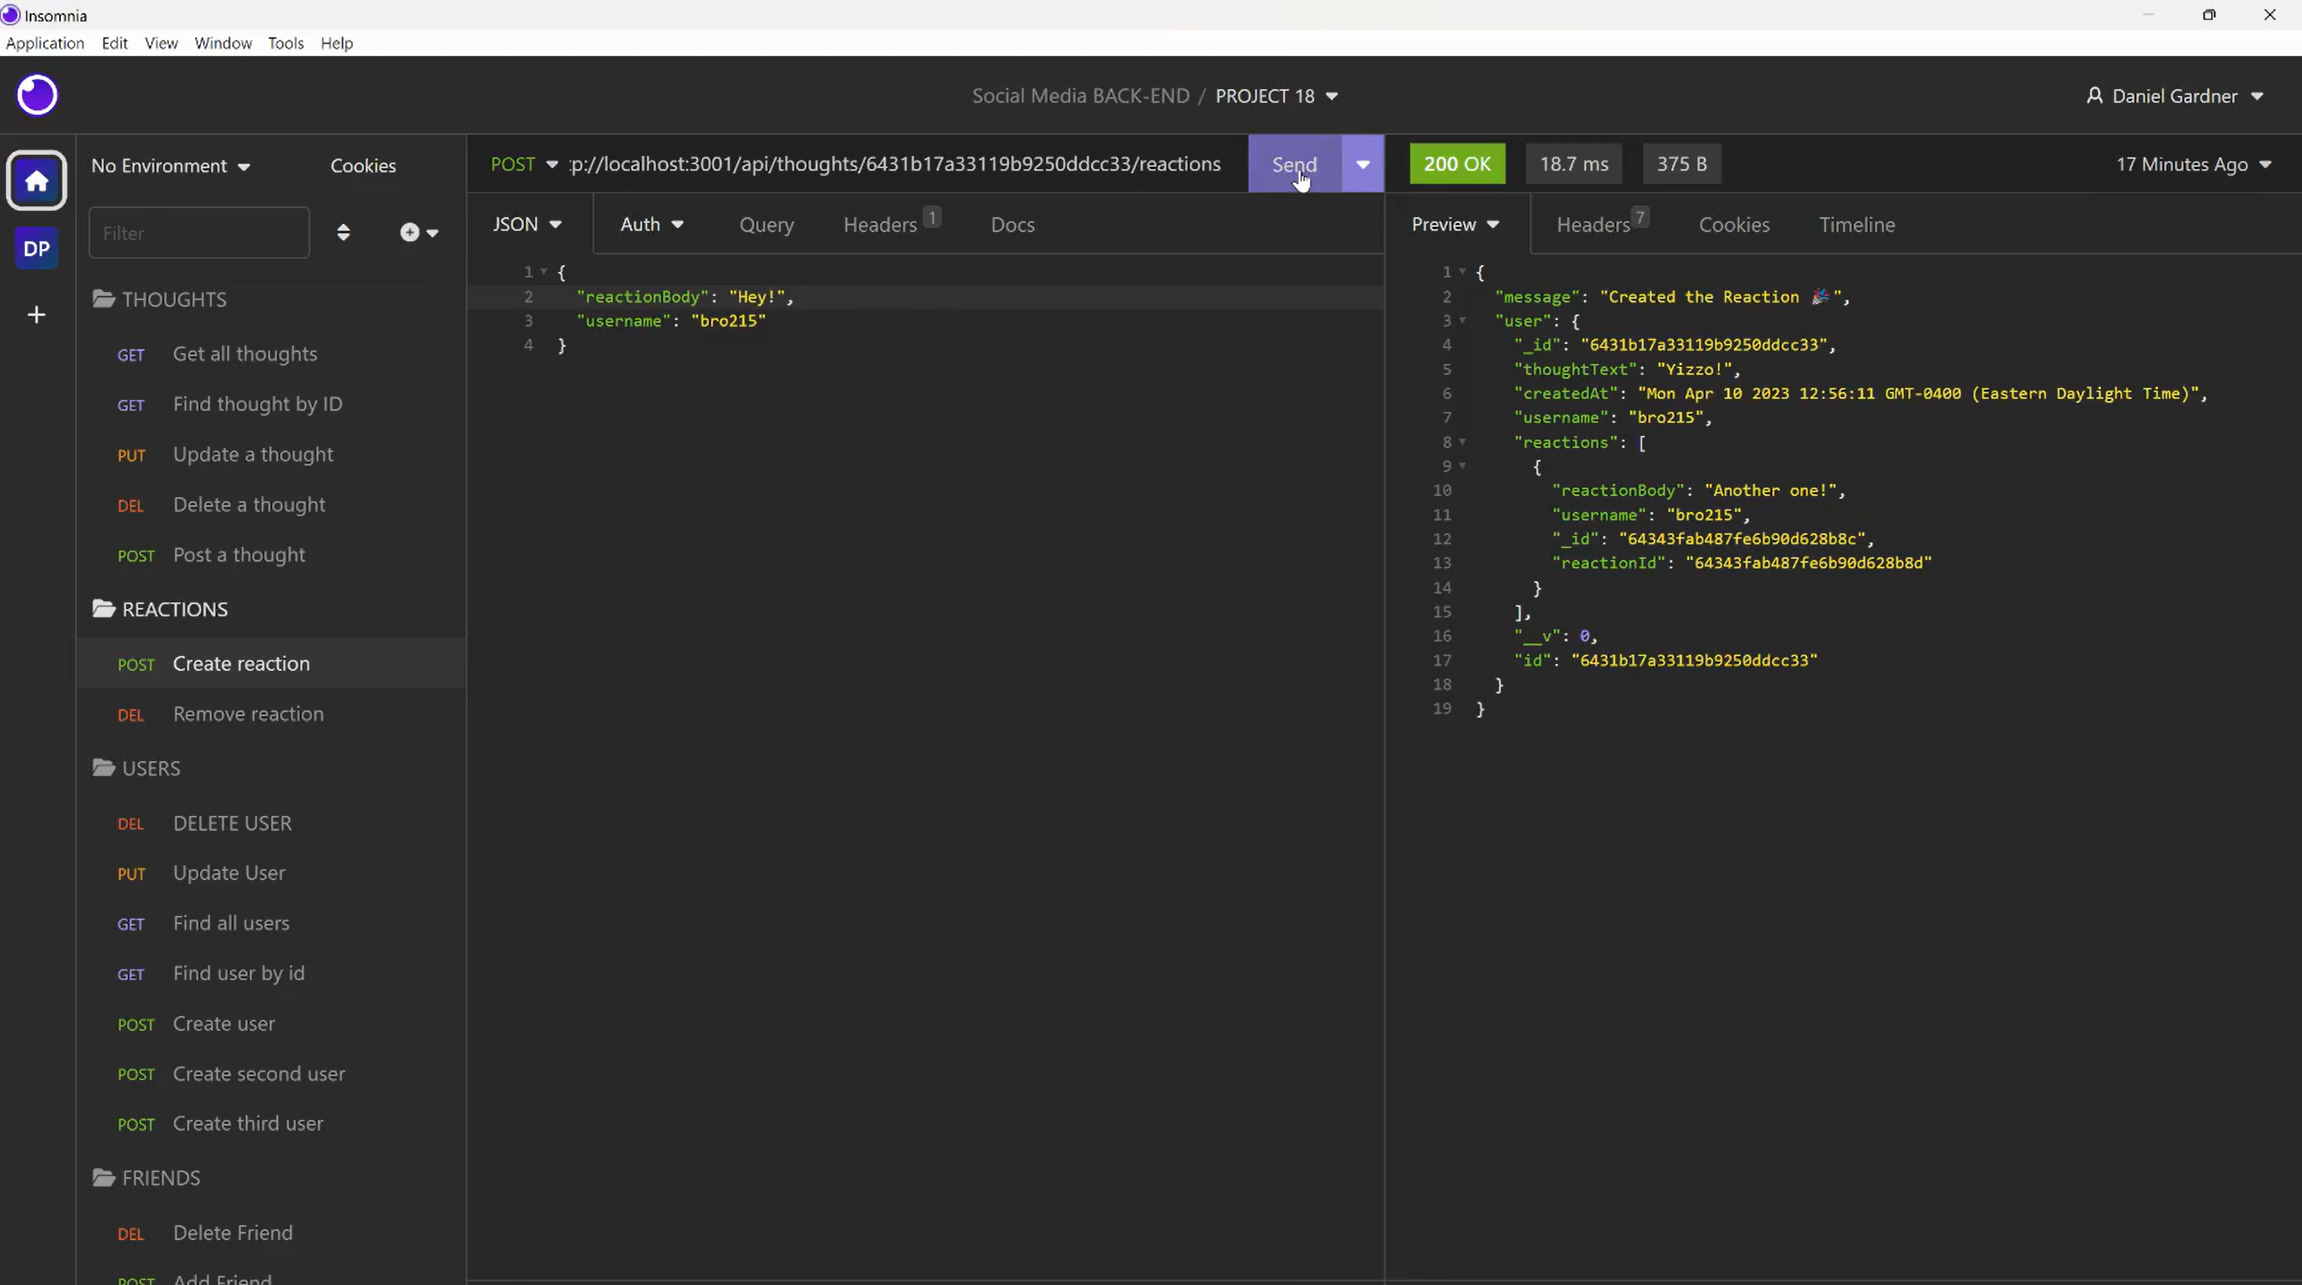 Insomnia
Application Edit View Window Tools Help
Social Media BACK-END / PROJECT 18
Daniel Gardner
DP
No Environment Cookies
Filter
THOUGHTS
GET Get all thoughts
GET Find thought by ID
PUT Update a thought
DEL Delete a thought
POST Post a thought
REACTIONS
POST Create reaction
DEL Remove reaction
USERS
DEL DELETE USER
PUT Update User
GET Find all users
GET Find user by id
POST Create user
POST Create second user
POST Create third user
FRIENDS
DEL Delete Friend
POST Add Friend
POST :p://localhost:3001/api/thoughts/6431b17a33119b9250ddcc33/reactions Send
JSON Auth Query Headers 1 Docs
1 {
2 "reactionBody": "Hey!",
3 "username": "bro215"
4 }
200 OK 18.7 ms 375 B 17 Minutes Ago
Preview Headers 7 Cookies Timeline
1 {
2 "message": "Created the Reaction 🎉",
3 "user": {
4 "_id": "6431b17a33119b9250ddcc33",
5 "thoughtText": "Yizzo!",
6 "createdAt": "Mon Apr 10 2023 12:56:11 GMT-0400 (Eastern Daylight Time)",
7 "username": "bro215",
8 "reactions": [
9 {
10 "reactionBody": "Another one!",
11 "username": "bro215",
12 "_id": "64343fab487fe6b90d628b8c",
13 "reactionId": "64343fab487fe6b90d628b8d"
14 }
15 ],
16 "__v": 0,
17 "id": "6431b17a33119b9250ddcc33"
18 }
19 }